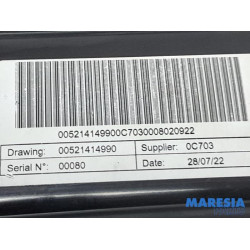 00521414990C7030008020922
Drawing: 00521414990 Supplier: 0C703
Serial N°: 00080 Date: 28/07/22
MARESIA